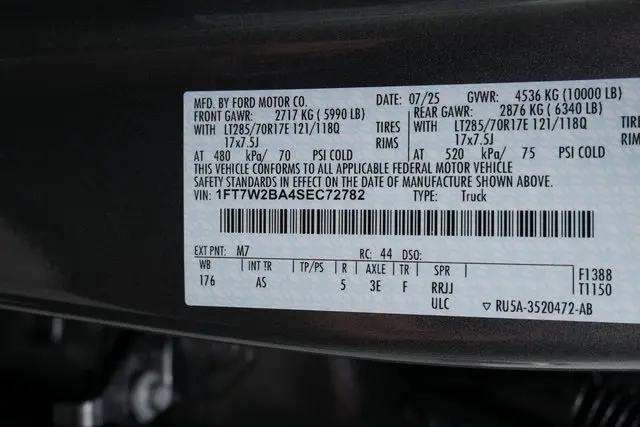 MFD. BY FORD MOTOR CO. DATE: 07/25 GVWR: 4536 KG (10000 LB)
FRONT GAWR: 2717 KG ( 5990 LB) REAR GAWR: 2876 KG ( 6340 LB)
WITH LT285/70R17E 121/118Q TIRES WITH LT285/70R17E 121/118Q TIRES
17x7.5J RIMS 17x7.5J RIMS
AT 480 kPa/ 70 PSI COLD AT 520 kPa/ 75 PSI COLD
THIS VEHICLE CONFORMS TO ALL APPLICABLE FEDERAL MOTOR VEHICLE
SAFETY STANDARDS IN EFFECT ON THE DATE OF MANUFACTURE SHOWN ABOVE.
VIN: 1FT7W2BA4SEC72782 TYPE: Truck
EXT PNT: M7 RC: 44 DSO:
WB INT TR TP/PS R AXLE TR SPR F1388
176 AS 5 3E F RRJJ T1150
ULC ▽ RU5A-3520472-AB